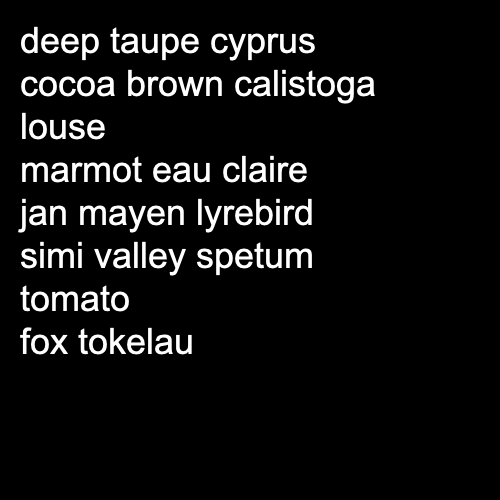 deep taupe cyprus
cocoa brown calistoga
louse
marmot eau claire
jan mayen lyrebird
simi valley spetum
tomato
fox tokelau